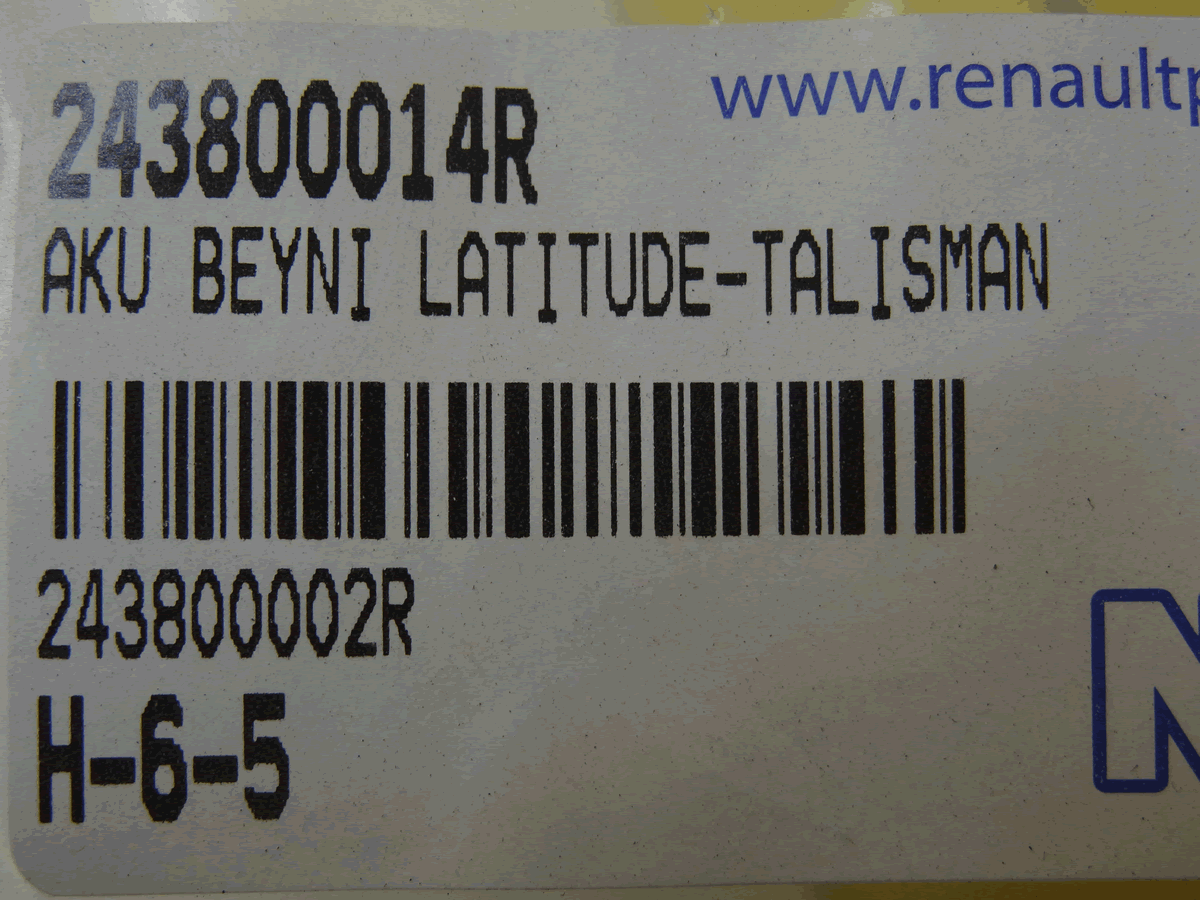 www.renaultp
243800014R
AKU BEYNI LATITUDE-TALISMAN
243800002R
H-6-5
N